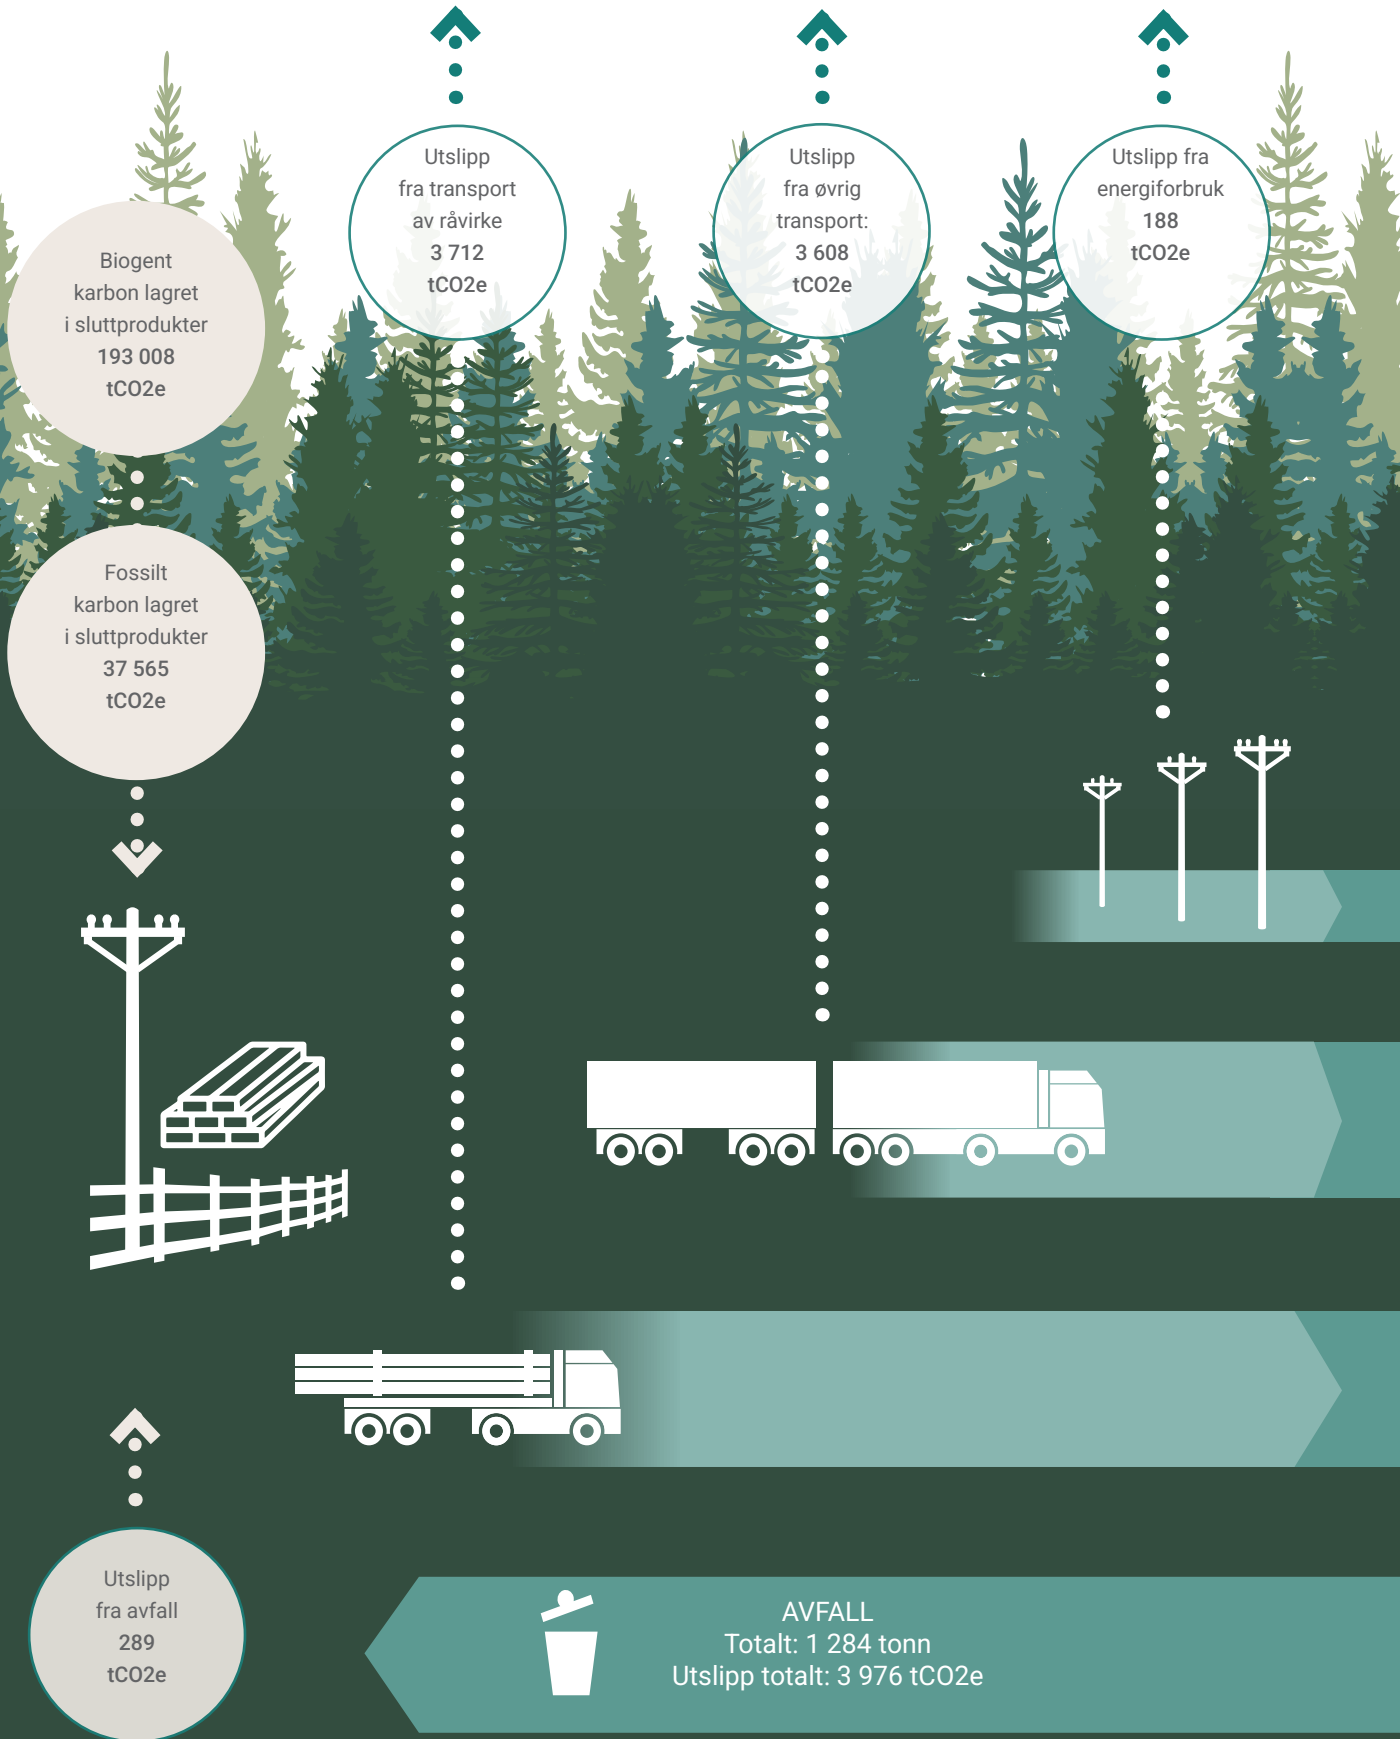 Utslipp
fra transport
av råvirke
3 712
tCO2e
Utslipp
fra øvrig
transport:
3 608
tCO2e
Utslipp fra
energiforbruk
188
tCO2e
Biogent
karbon lagret
i sluttprodukter
193 008
tCO2e
Fossilt
karbon lagret
i sluttprodukter
37 565
tCO2e
Utslipp
fra avfall
289
tCO2e
AVFALL
Totalt: 1 284 tonn
Utslipp totalt: 3 976 tCO2e